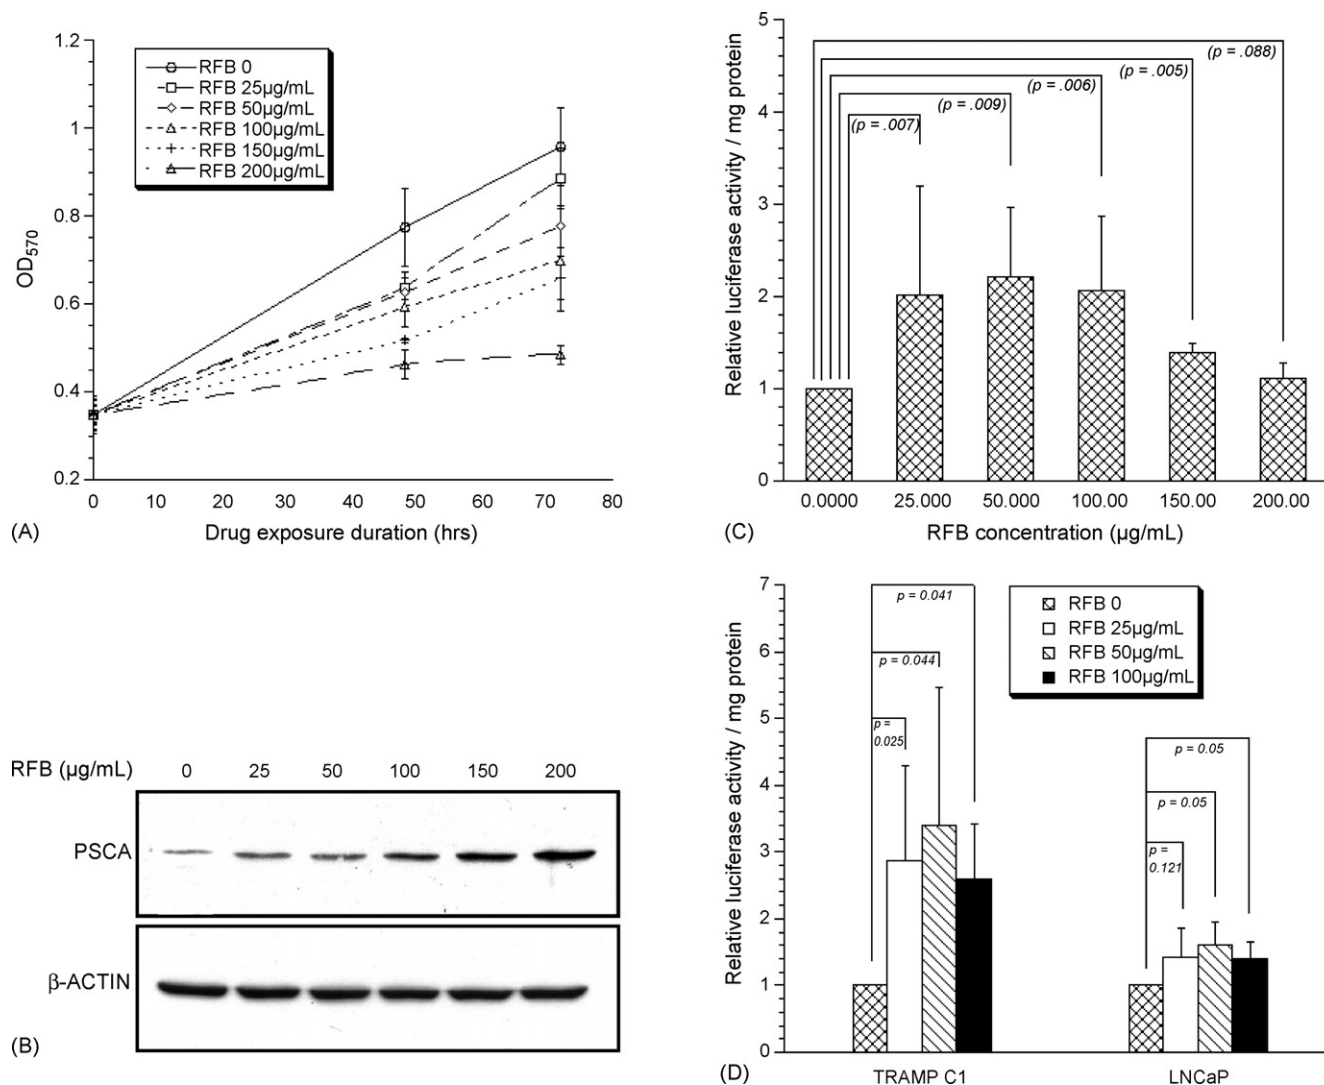 1.2
1
0.8
0.6
0.4
0.2
OD570
RFB 0
RFB 25µg/mL
RFB 50µg/mL
RFB 100µg/mL
RFB 150µg/mL
RFB 200µg/mL
0 10 20 30 40 50 60 70 80
(A) Drug exposure duration (hrs)
RFB (µg/mL) 0 25 50 100 150 200
PSCA
β-ACTIN
(B)
(C)
5
4
3
2
1
0
Relative luciferase activity / mg protein
(p = .088)
(p = .005)
(p = .006)
(p = .009)
(p = .007)
0.0000 25.000 50.000 100.00 150.00 200.00
RFB concentration (µg/mL)
7
6
5
4
3
2
1
0
Relative luciferase activity / mg protein
RFB 0
RFB 25µg/mL
RFB 50µg/mL
RFB 100µg/mL
p = 0.041
p = 0.044
p =
0.025
p = 0.05
p = 0.05
p =
0.121
TRAMP C1 LNCaP
(D)